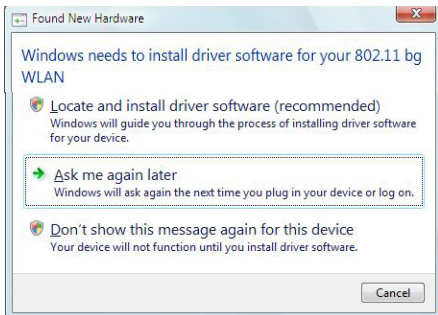 Found New Hardware
Windows needs to install driver software for your 802.11 bg
WLAN
Locate and install driver software (recommended)
Windows will guide you through the process of installing driver software
for your device.
Ask me again later
Windows will ask again the next time you plug in your device or log on.
Don't show this message again for this device
Your device will not function until you install driver software.
Cancel